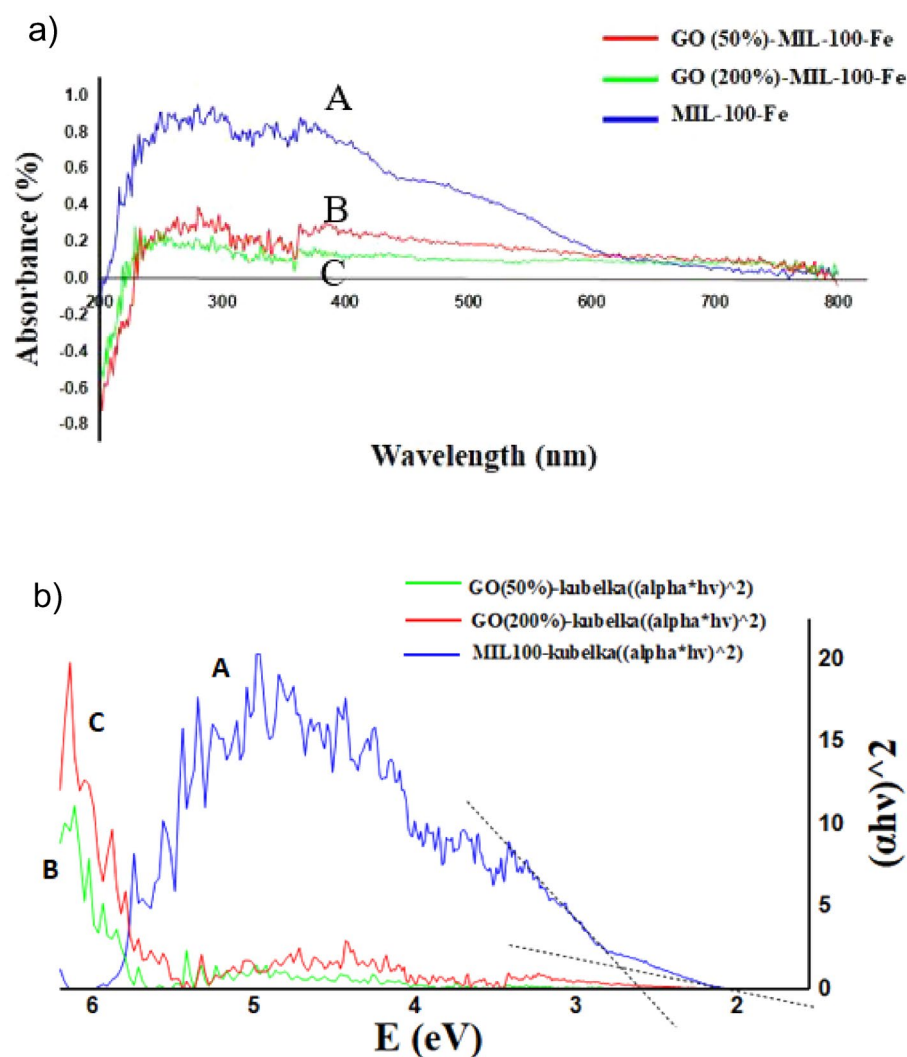 a)
GO (50%)-MIL-100-Fe
GO (200%)-MIL-100-Fe
MIL-100-Fe
A
B
C
1.0
0.8
0.6
0.4
0.2
0.0
-0.2
-0.4
-0.6
-0.8
Absorbance (%)
200 300 400 500 600 700 800
Wavelength (nm)
b)
GO(50%)-kubelka((alpha*hv)^2)
GO(200%)-kubelka((alpha*hv)^2)
MIL100-kubelka((alpha*hv)^2)
A
C
B
20
15
10
5
0
(αhν)^2
6 5 4 3 2
E (eV)